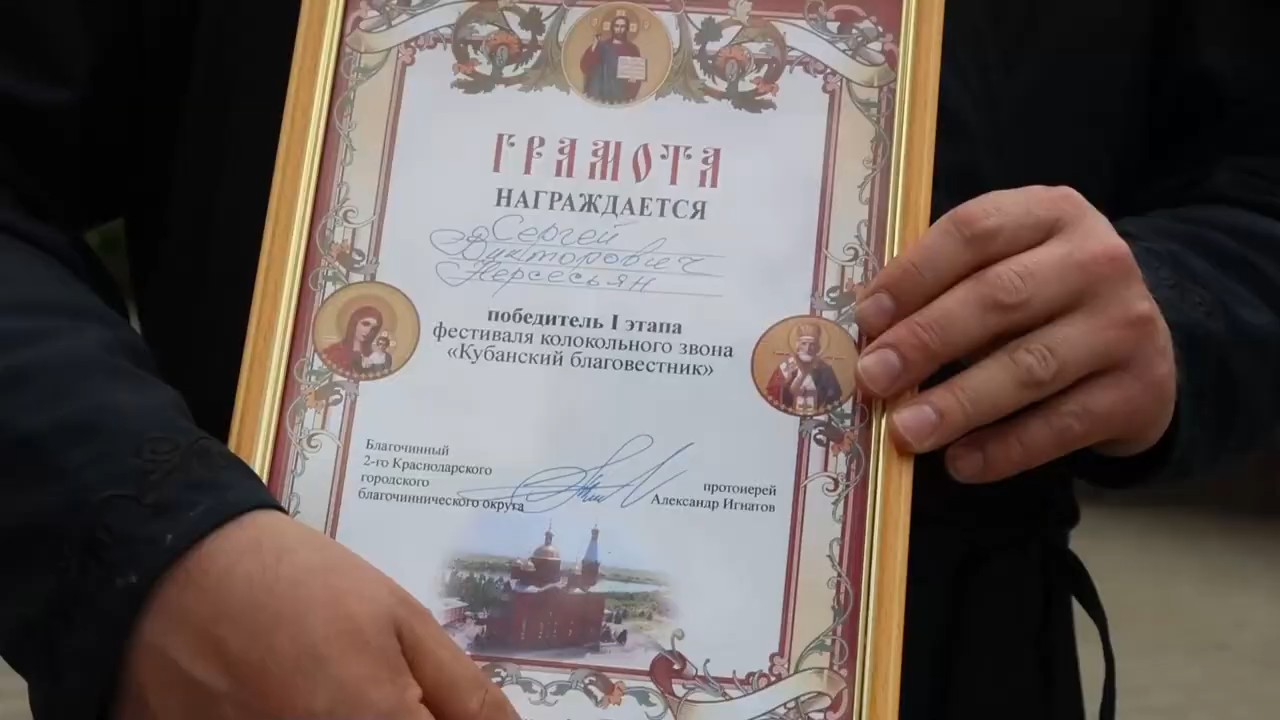 ГРАМОТА
НАГРАЖДАЕТСЯ
Сергей
Викторович
Нерсесьян
победитель I этапа
фестиваля колокольного звона
«Кубанский благовестник»
Благочинный
2-го Краснодарского
городского
благочиннического округа
протоиерей
Александр Игнатов